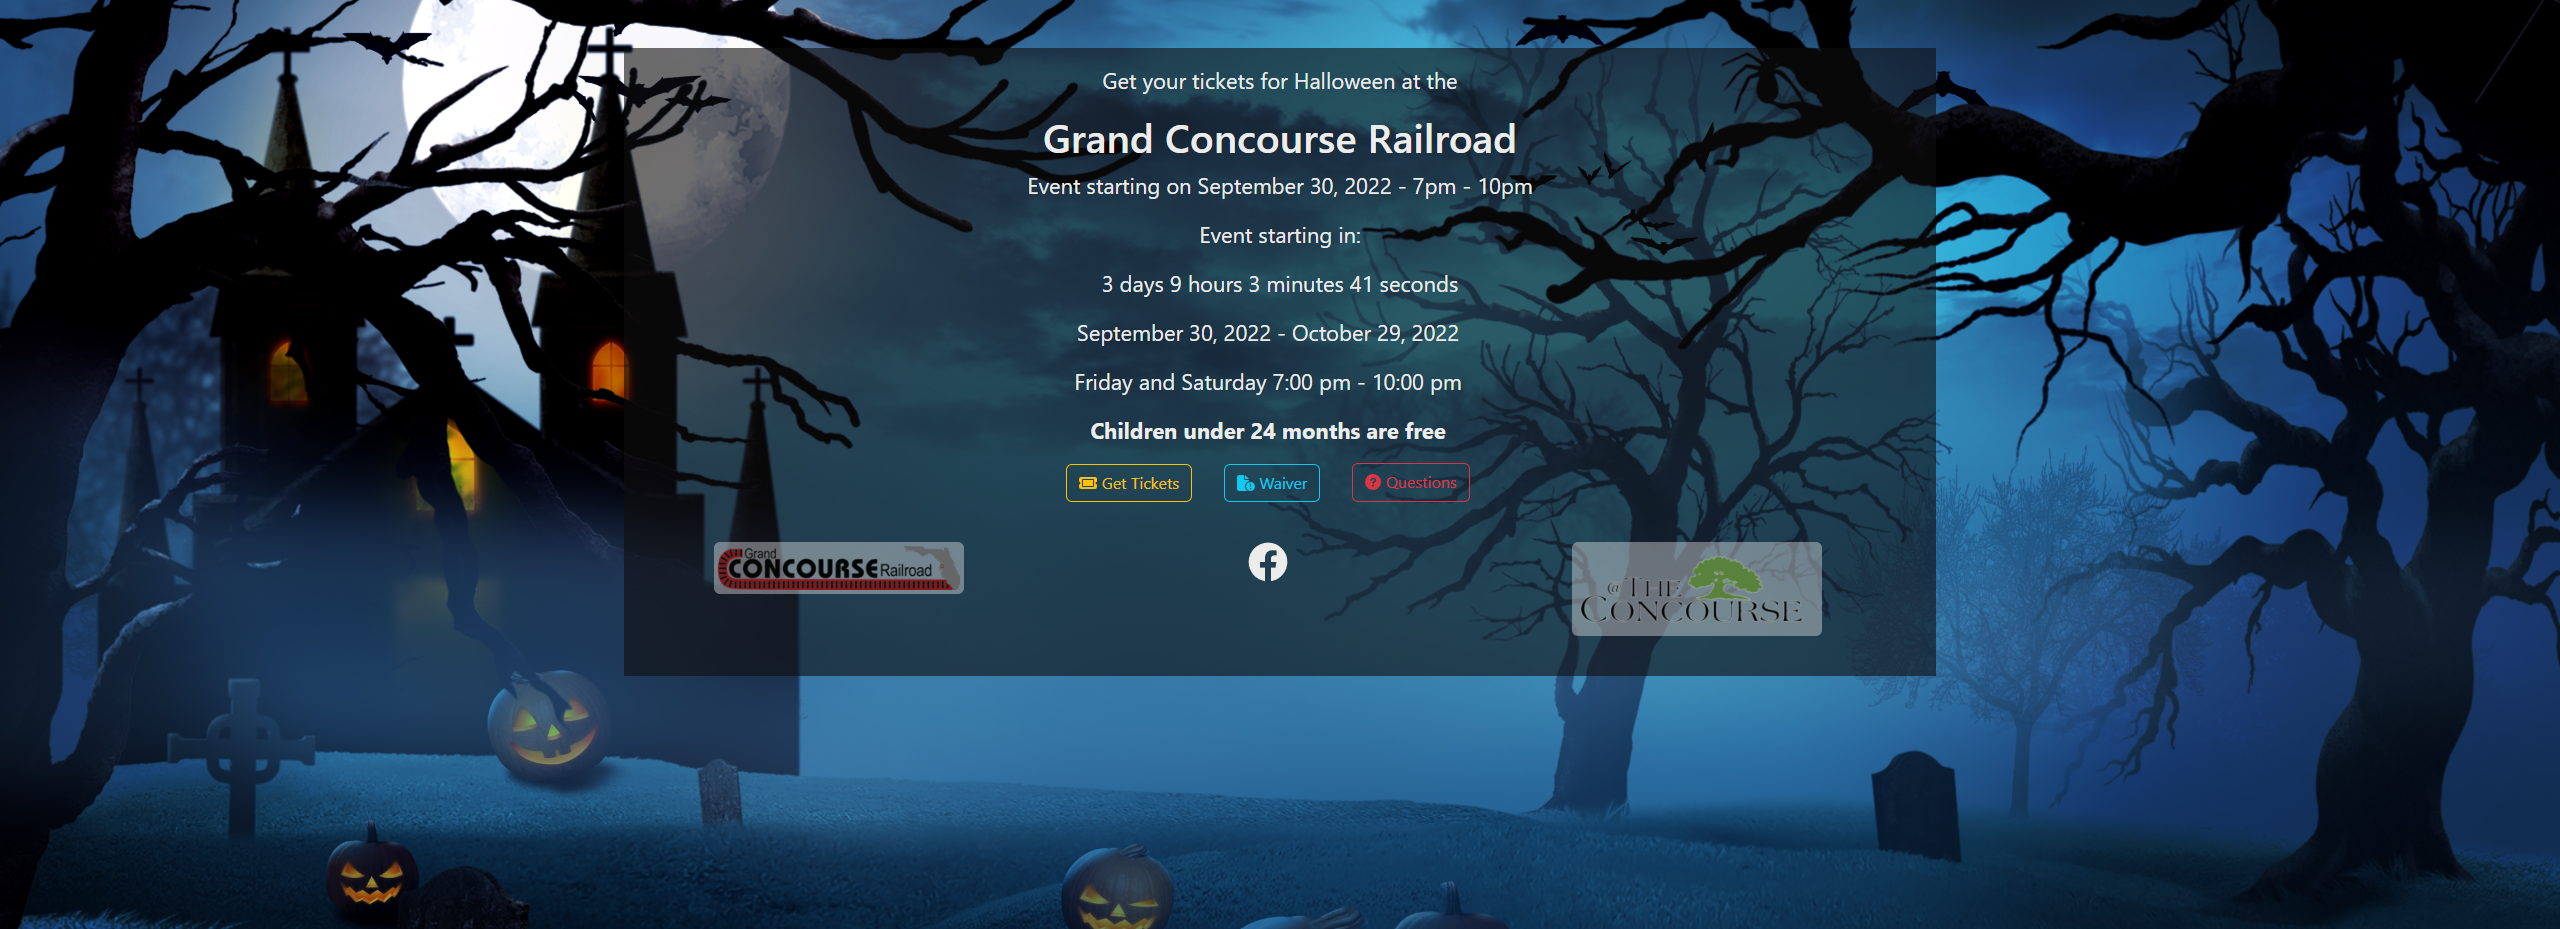 Get your tickets for Halloween at the
Grand Concourse Railroad
Event starting on September 30, 2022 - 7pm - 10pm
Event starting in:
3 days 9 hours 3 minutes 41 seconds
September 30, 2022 - October 29, 2022
Friday and Saturday 7:00 pm - 10:00 pm
Children under 24 months are free
Get Tickets
Waiver
Questions
Grand
CONCOURSE Railroad
@ THE
CONCOURSE